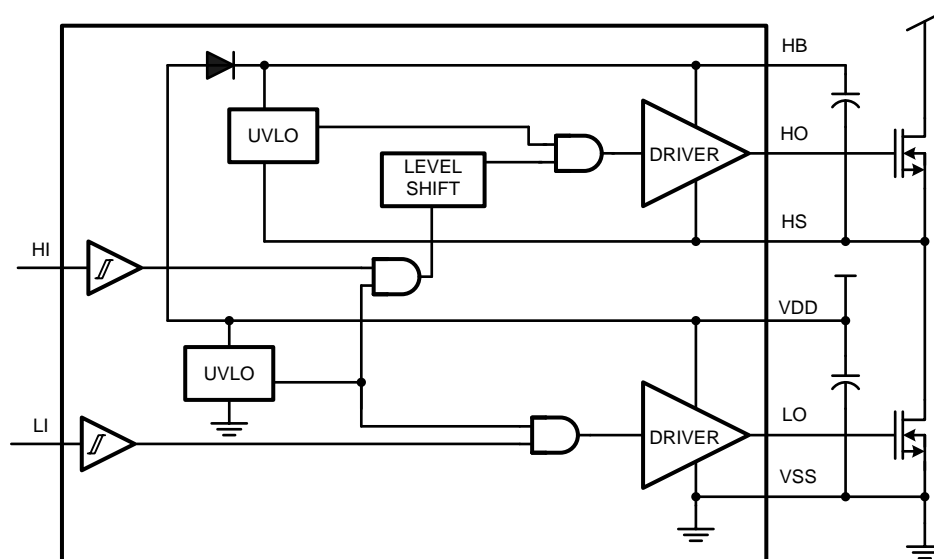 HB
UVLO
DRIVER
HO
LEVEL
SHIFT
HS
HI
VDD
UVLO
LI
DRIVER
LO
VSS